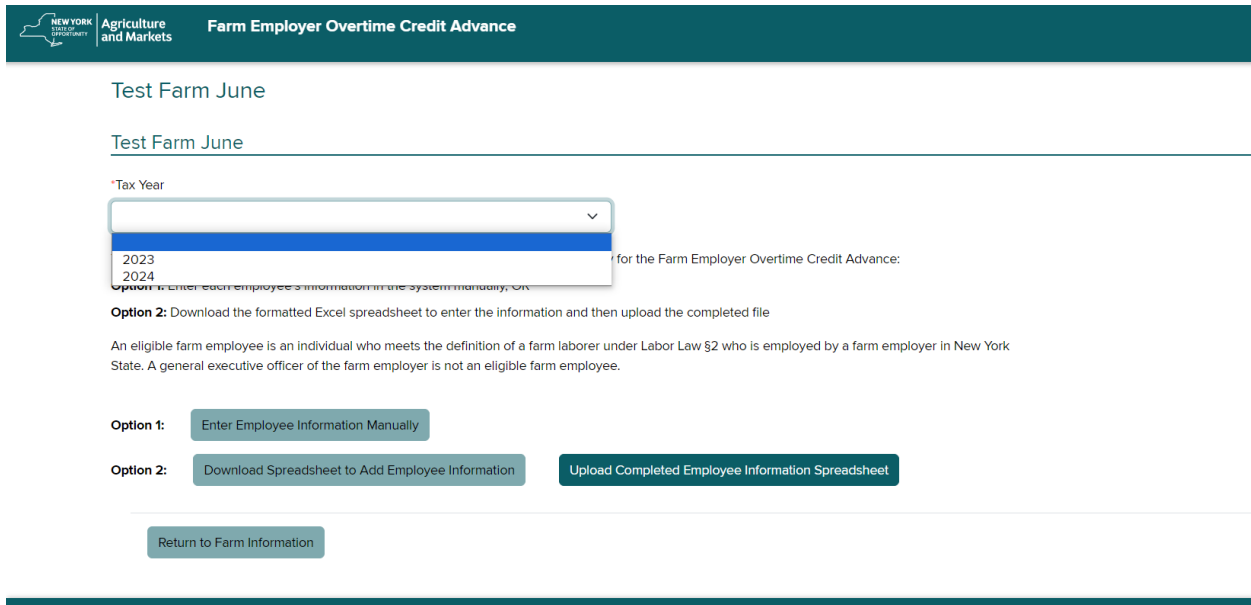 NEW YORK
STATE OF
OPPORTUNITY
Agriculture
and Markets
Farm Employer Overtime Credit Advance
Test Farm June
Test Farm June
*Tax Year
2023
2024
for the Farm Employer Overtime Credit Advance:
Option 1: Enter each employee's information in the system manually, OR
Option 2: Download the formatted Excel spreadsheet to enter the information and then upload the completed file
An eligible farm employee is an individual who meets the definition of a farm laborer under Labor Law §2 who is employed by a farm employer in New York
State. A general executive officer of the farm employer is not an eligible farm employee.
Option 1:
Enter Employee Information Manually
Option 2:
Download Spreadsheet to Add Employee Information
Upload Completed Employee Information Spreadsheet
Return to Farm Information